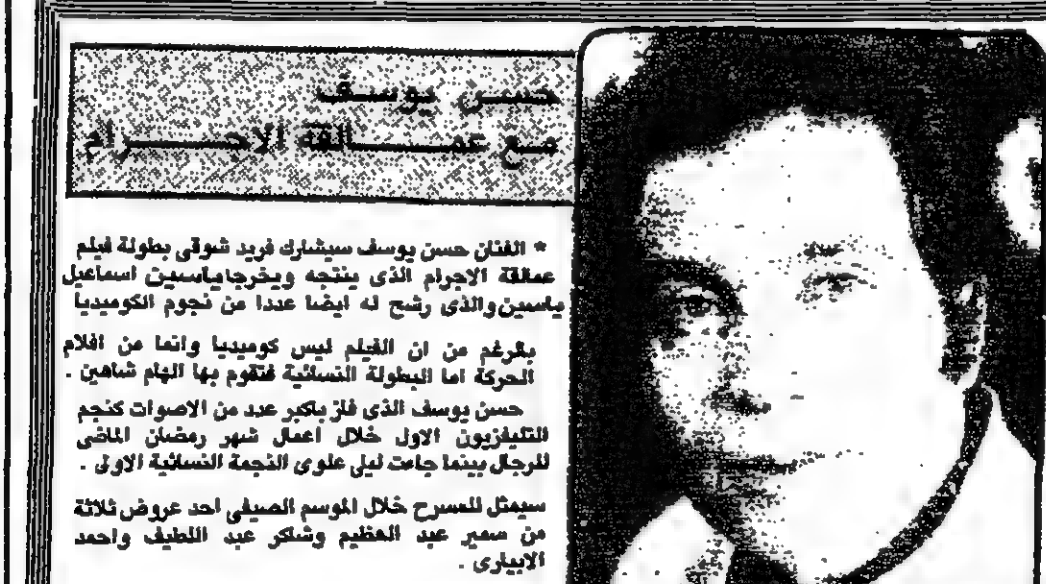 حسن يوسف
مع عمالقة الاجرام
* الفنان حسن يوسف سيشارك فريد شوقى بطولة فيلم
عمالقة الاجرام الذى ينتجه ويخرجاياسين اسماعيل
ياسين والذى رشح له ايضا عددا من نجوم الكوميديا
بالرغم من ان الفيلم ليس كوميديا وانما من افلام
الحركة اما البطولة النسائية فتقوم بها الهام شاهين .
حسن يوسف الذى فاز باكبر عدد من الاصوات كنجم
التليفزيون الاول خلال اعمال شهر رمضان الماضى
للرجال بينما جاءت ليلى علوى النجمة النسائية الاولى .
سيمثل للمسرح خلال الموسم الصيفى احد عروض ثلاثة
من سمير عبد العظيم وشاكر عبد اللطيف واحمد
الابيارى .